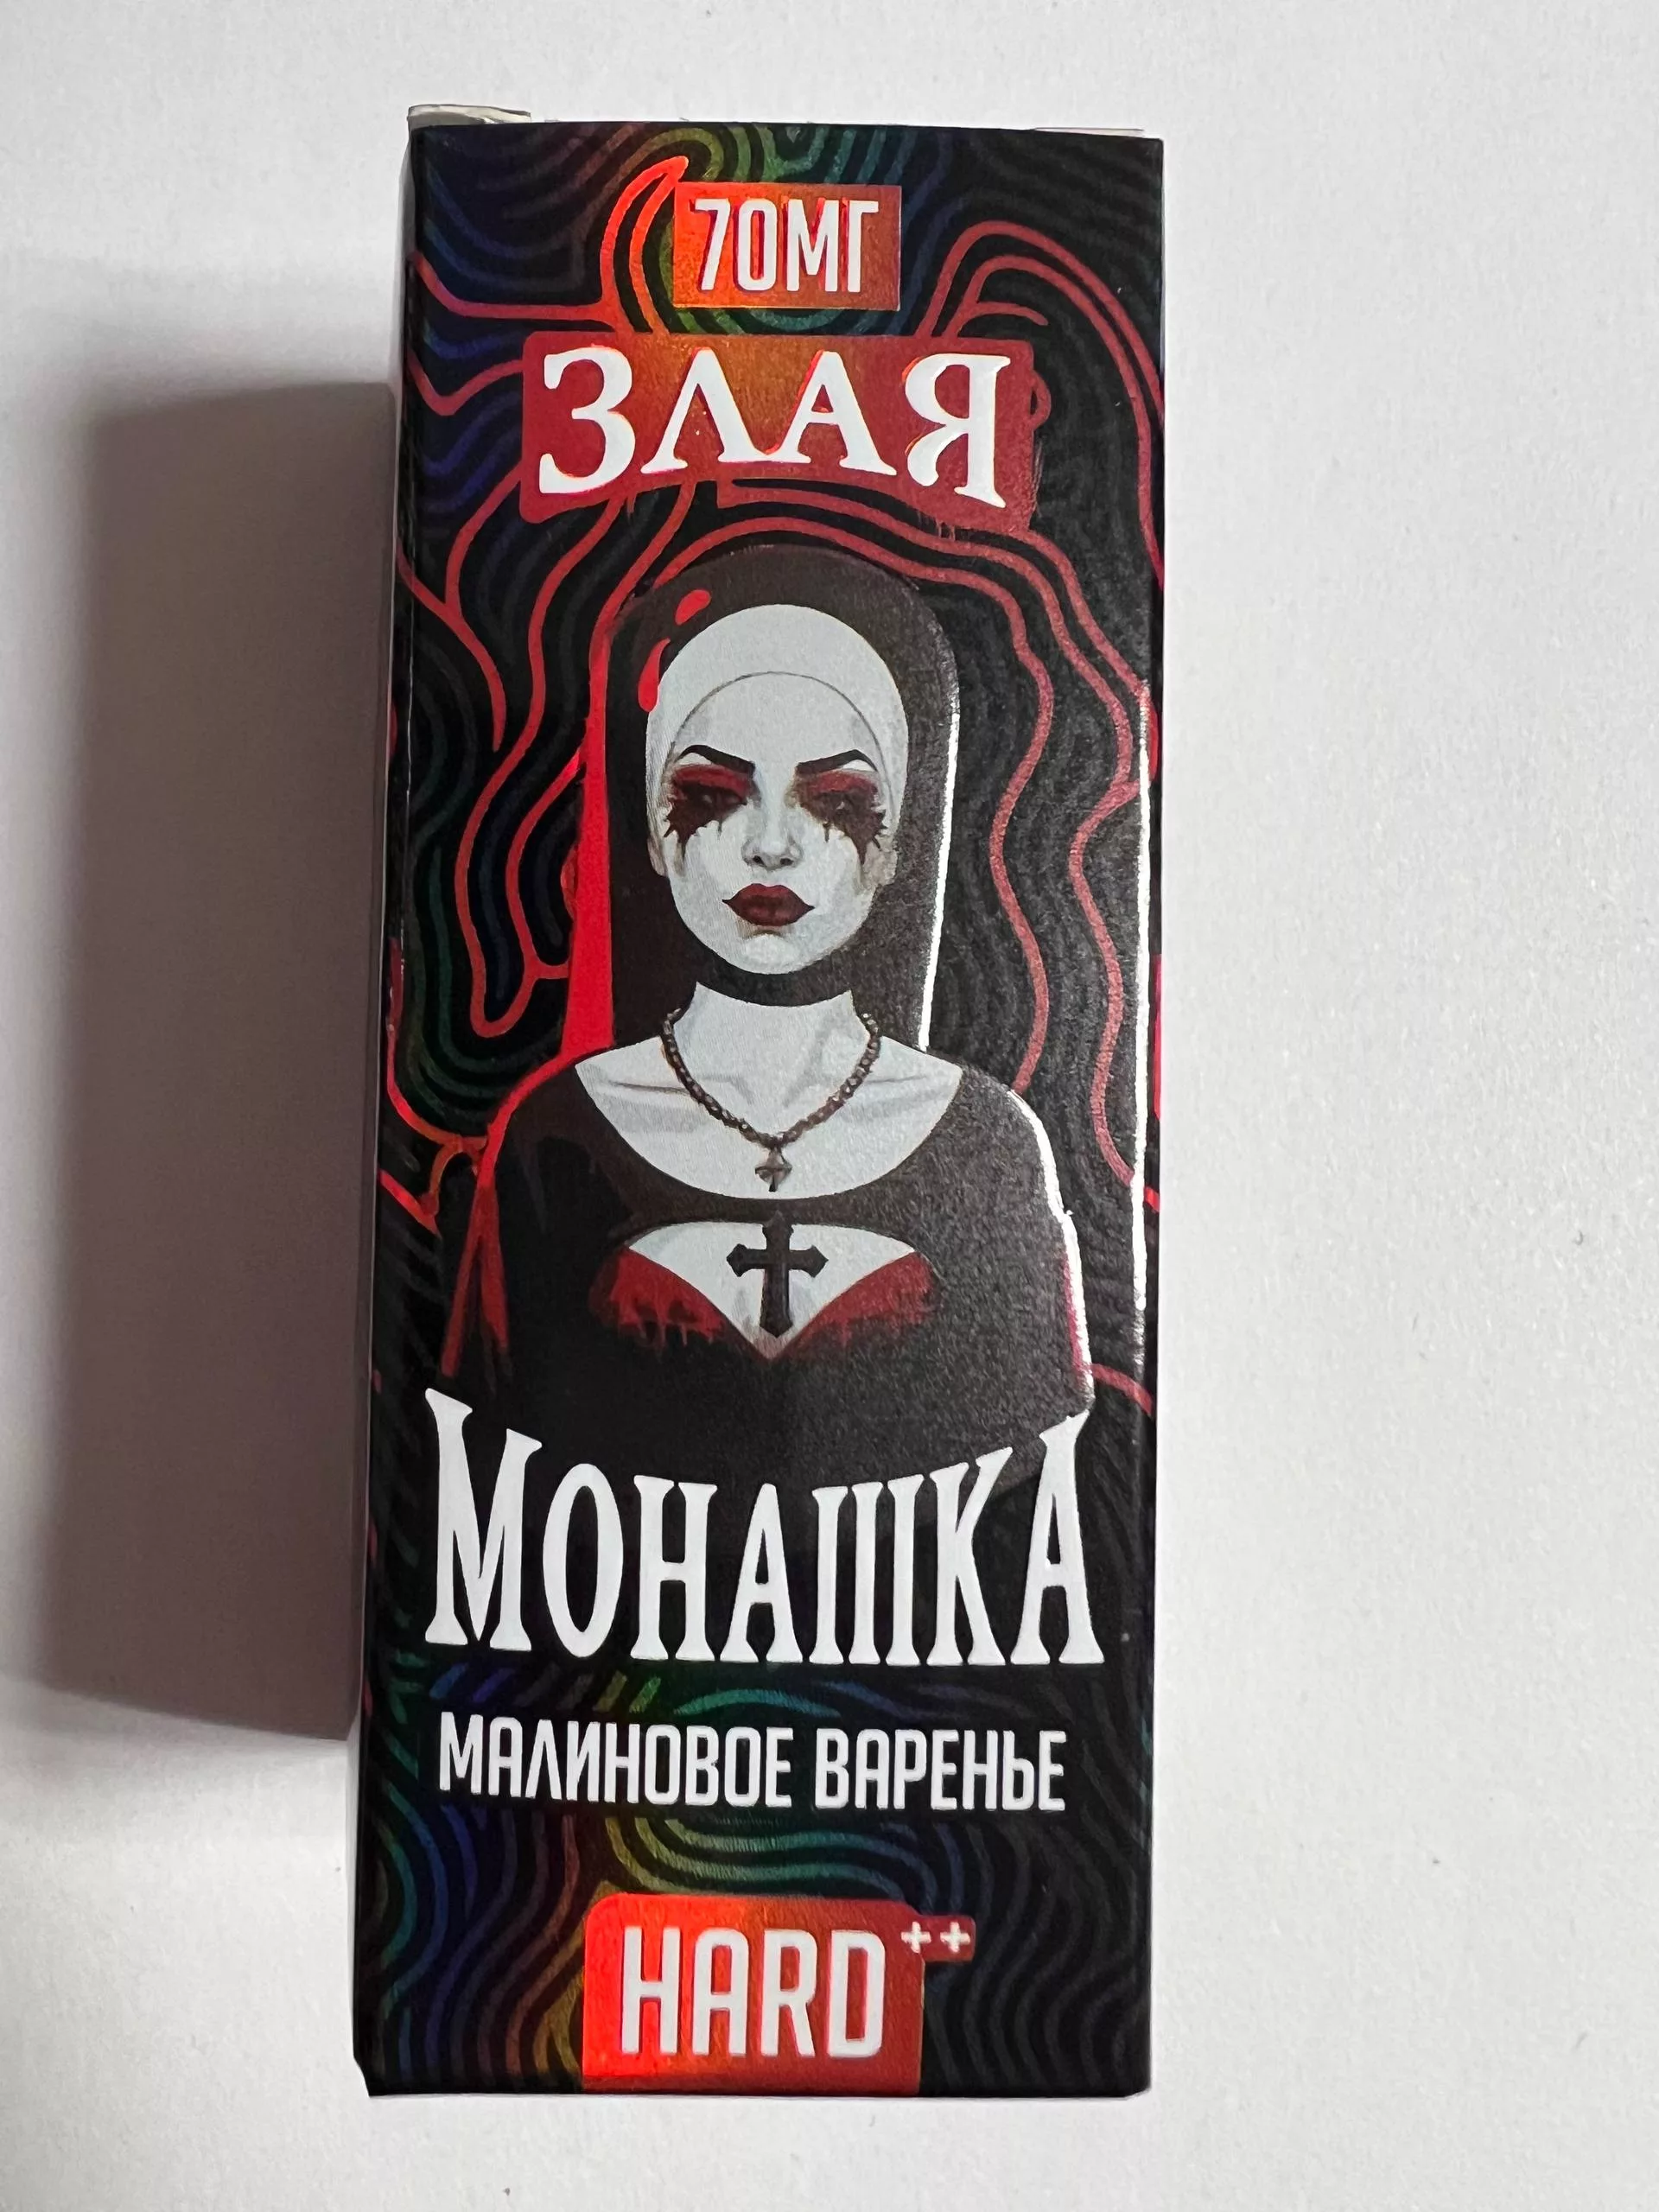 70МГ
ЗЛАЯ
МОНАШКА
МАЛИНОВОЕ ВАРЕНЬЕ
HARD++